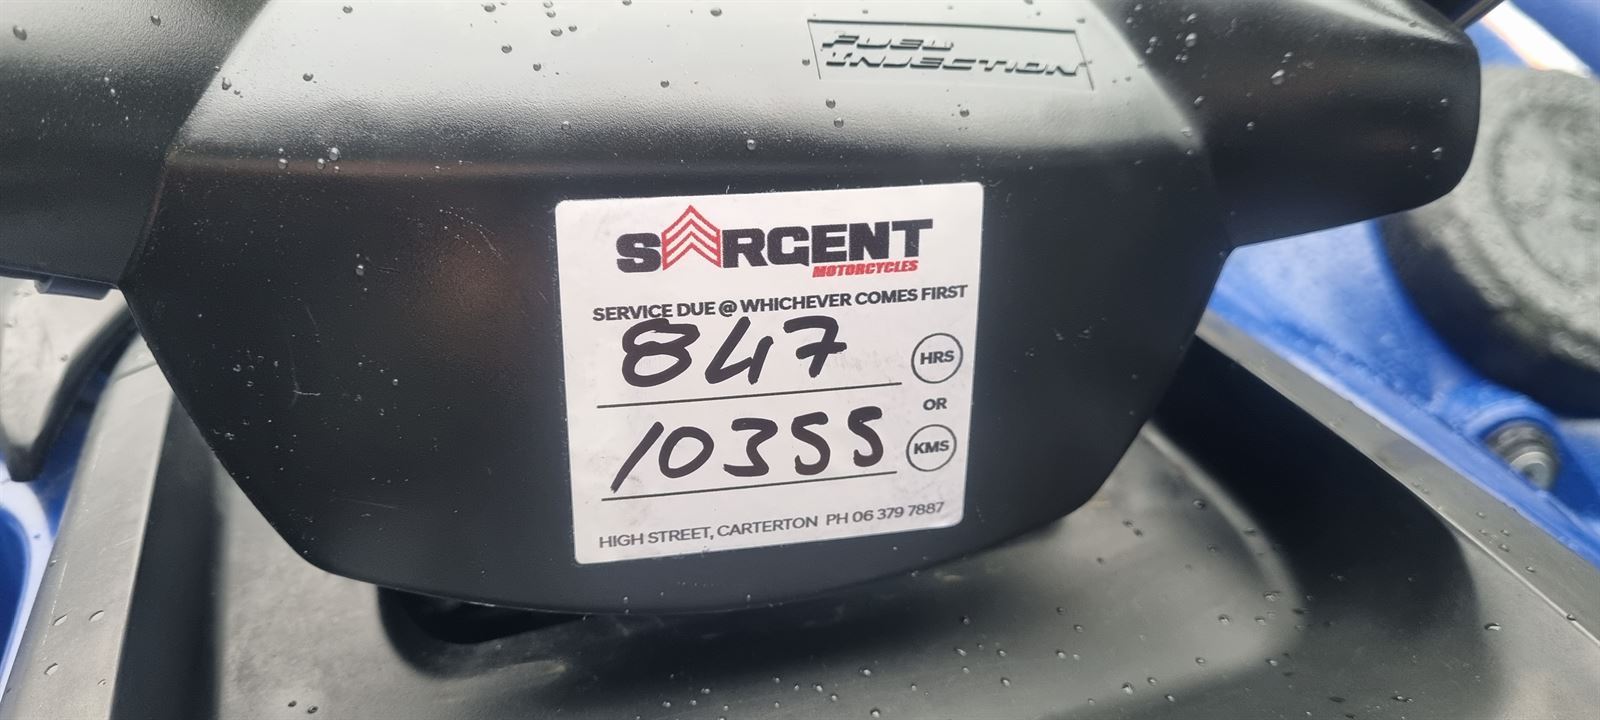 FUEL
INJECTION
SARGENT
MOTORCYCLES
SERVICE DUE @ WHICHEVER COMES FIRST
847 HRS
OR
10355 KMS
HIGH STREET, CARTERTON PH 06 379 7887